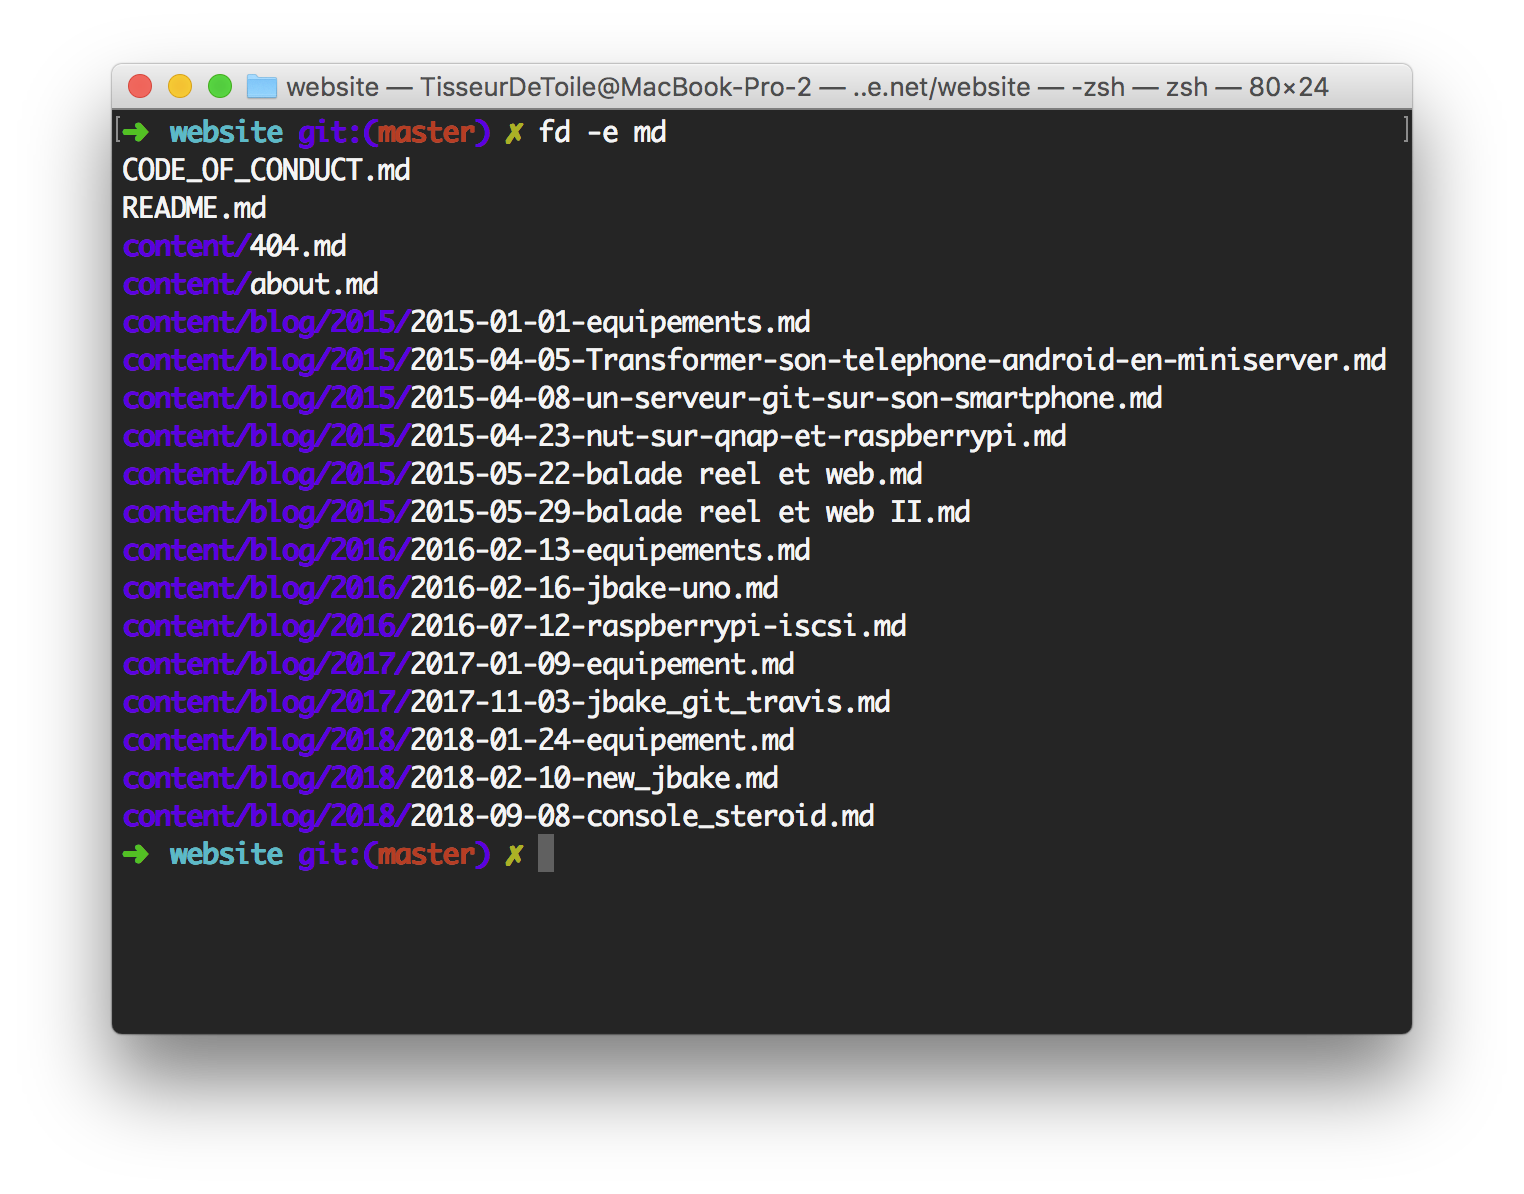 website — TisseurDeToile@MacBook-Pro-2 — ..e.net/website — -zsh — zsh — 80×24
[➜ website git:(master) ✗ fd -e md ]
CODE_OF_CONDUCT.md
README.md
content/404.md
content/about.md
content/blog/2015/2015-01-01-equipements.md
content/blog/2015/2015-04-05-Transformer-son-telephone-android-en-miniserver.md
content/blog/2015/2015-04-08-un-serveur-git-sur-son-smartphone.md
content/blog/2015/2015-04-23-nut-sur-qnap-et-raspberrypi.md
content/blog/2015/2015-05-22-balade reel et web.md
content/blog/2015/2015-05-29-balade reel et web II.md
content/blog/2016/2016-02-13-equipements.md
content/blog/2016/2016-02-16-jbake-uno.md
content/blog/2016/2016-07-12-raspberrypi-iscsi.md
content/blog/2017/2017-01-09-equipement.md
content/blog/2017/2017-11-03-jbake_git_travis.md
content/blog/2018/2018-01-24-equipement.md
content/blog/2018/2018-02-10-new_jbake.md
content/blog/2018/2018-09-08-console_steroid.md
➜ website git:(master) ✗